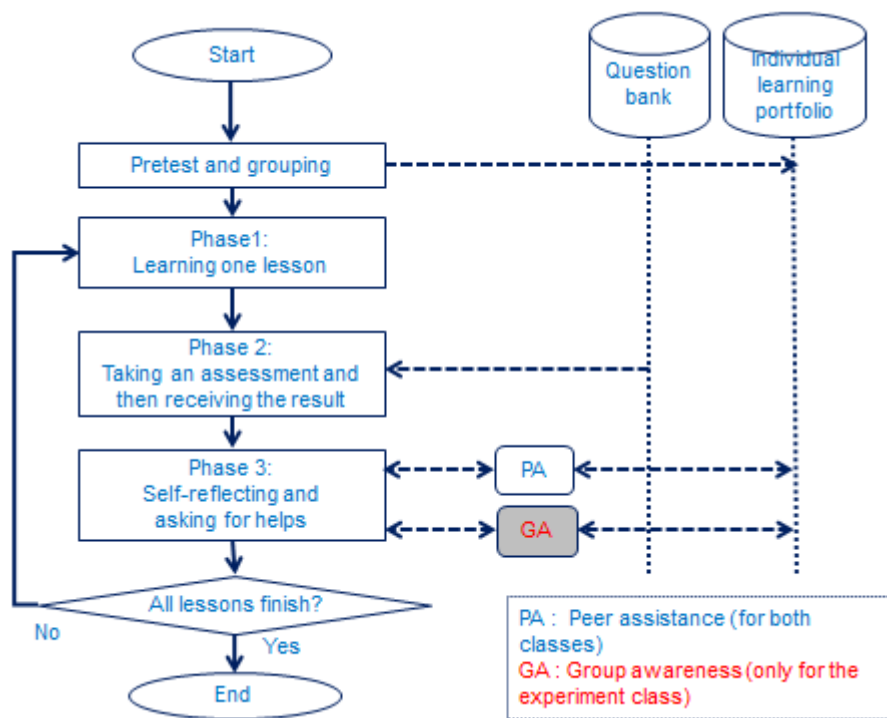 Start
Question
bank
Individual
learning
portfolio
Pretest and grouping
Phase1:
Learning one lesson
Phase 2:
Taking an assessment and
then receiving the result
Phase 3:
Self-reflecting and
asking for helps
PA
GA
All lessons finish?
No
Yes
End
PA : Peer assistance (for both
classes)
GA : Group awareness (only for the
experiment class)